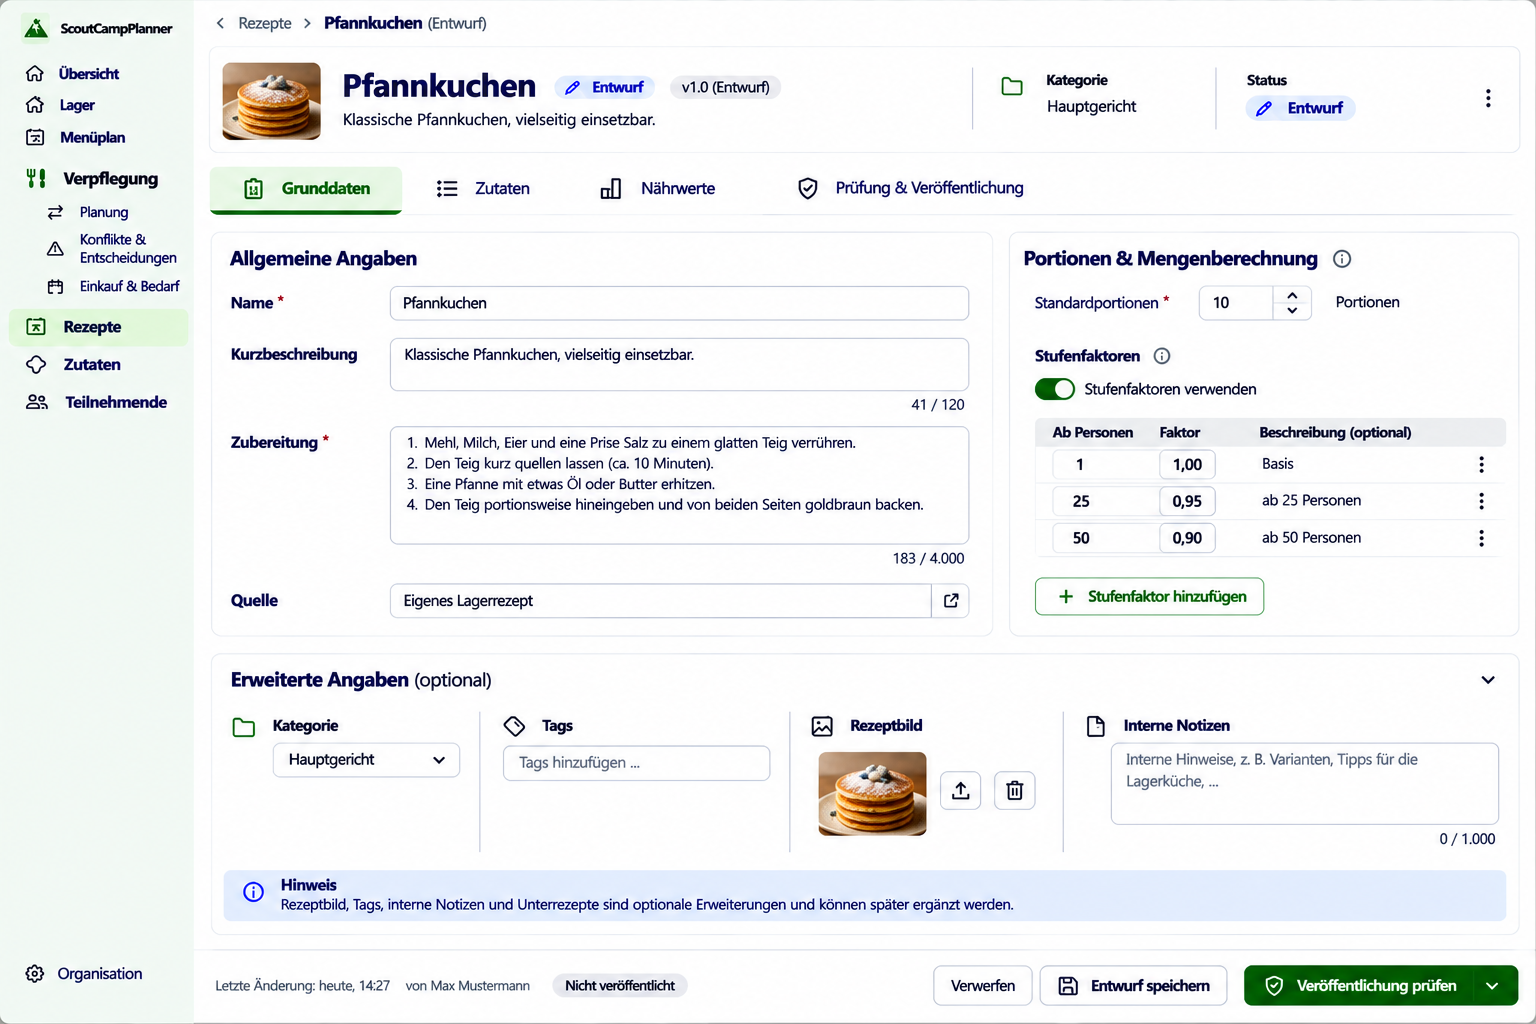 ScoutCampPlanner
Übersicht
Lager
Menüplan
Verpflegung
Planung
Konflikte &
Entscheidungen
Einkauf & Bedarf
Rezepte
Zutaten
Teilnehmende
Organisation
Rezepte > Pfannkuchen (Entwurf)
Pfannkuchen Entwurf v1.0 (Entwurf)
Klassische Pfannkuchen, vielseitig einsetzbar.
Kategorie
Hauptgericht
Status
Entwurf
Grunddaten Zutaten Nährwerte Prüfung & Veröffentlichung
Allgemeine Angaben
Name * Pfannkuchen
Kurzbeschreibung Klassische Pfannkuchen, vielseitig einsetzbar.
41 / 120
Zubereitung * 1. Mehl, Milch, Eier und eine Prise Salz zu einem glatten Teig verrühren.
2. Den Teig kurz quellen lassen (ca. 10 Minuten).
3. Eine Pfanne mit etwas Öl oder Butter erhitzen.
4. Den Teig portionsweise hineingeben und von beiden Seiten goldbraun backen.
183 / 4.000
Quelle Eigenes Lagerrezept
Portionen & Mengenberechnung
Standardportionen * 10 Portionen
Stufenfaktoren
Stufenfaktoren verwenden
Ab Personen Faktor Beschreibung (optional)
1 1,00 Basis
25 0,95 ab 25 Personen
50 0,90 ab 50 Personen
+ Stufenfaktor hinzufügen
Erweiterte Angaben (optional)
Kategorie
Hauptgericht
Tags
Tags hinzufügen ...
Rezeptbild
Interne Notizen
Interne Hinweise, z. B. Varianten, Tipps für die
Lagerküche, ...
0 / 1.000
Hinweis
Rezeptbild, Tags, interne Notizen und Unterrezepte sind optionale Erweiterungen und können später ergänzt werden.
Letzte Änderung: heute, 14:27 von Max Mustermann Nicht veröffentlicht
Verwerfen Entwurf speichern Veröffentlichung prüfen